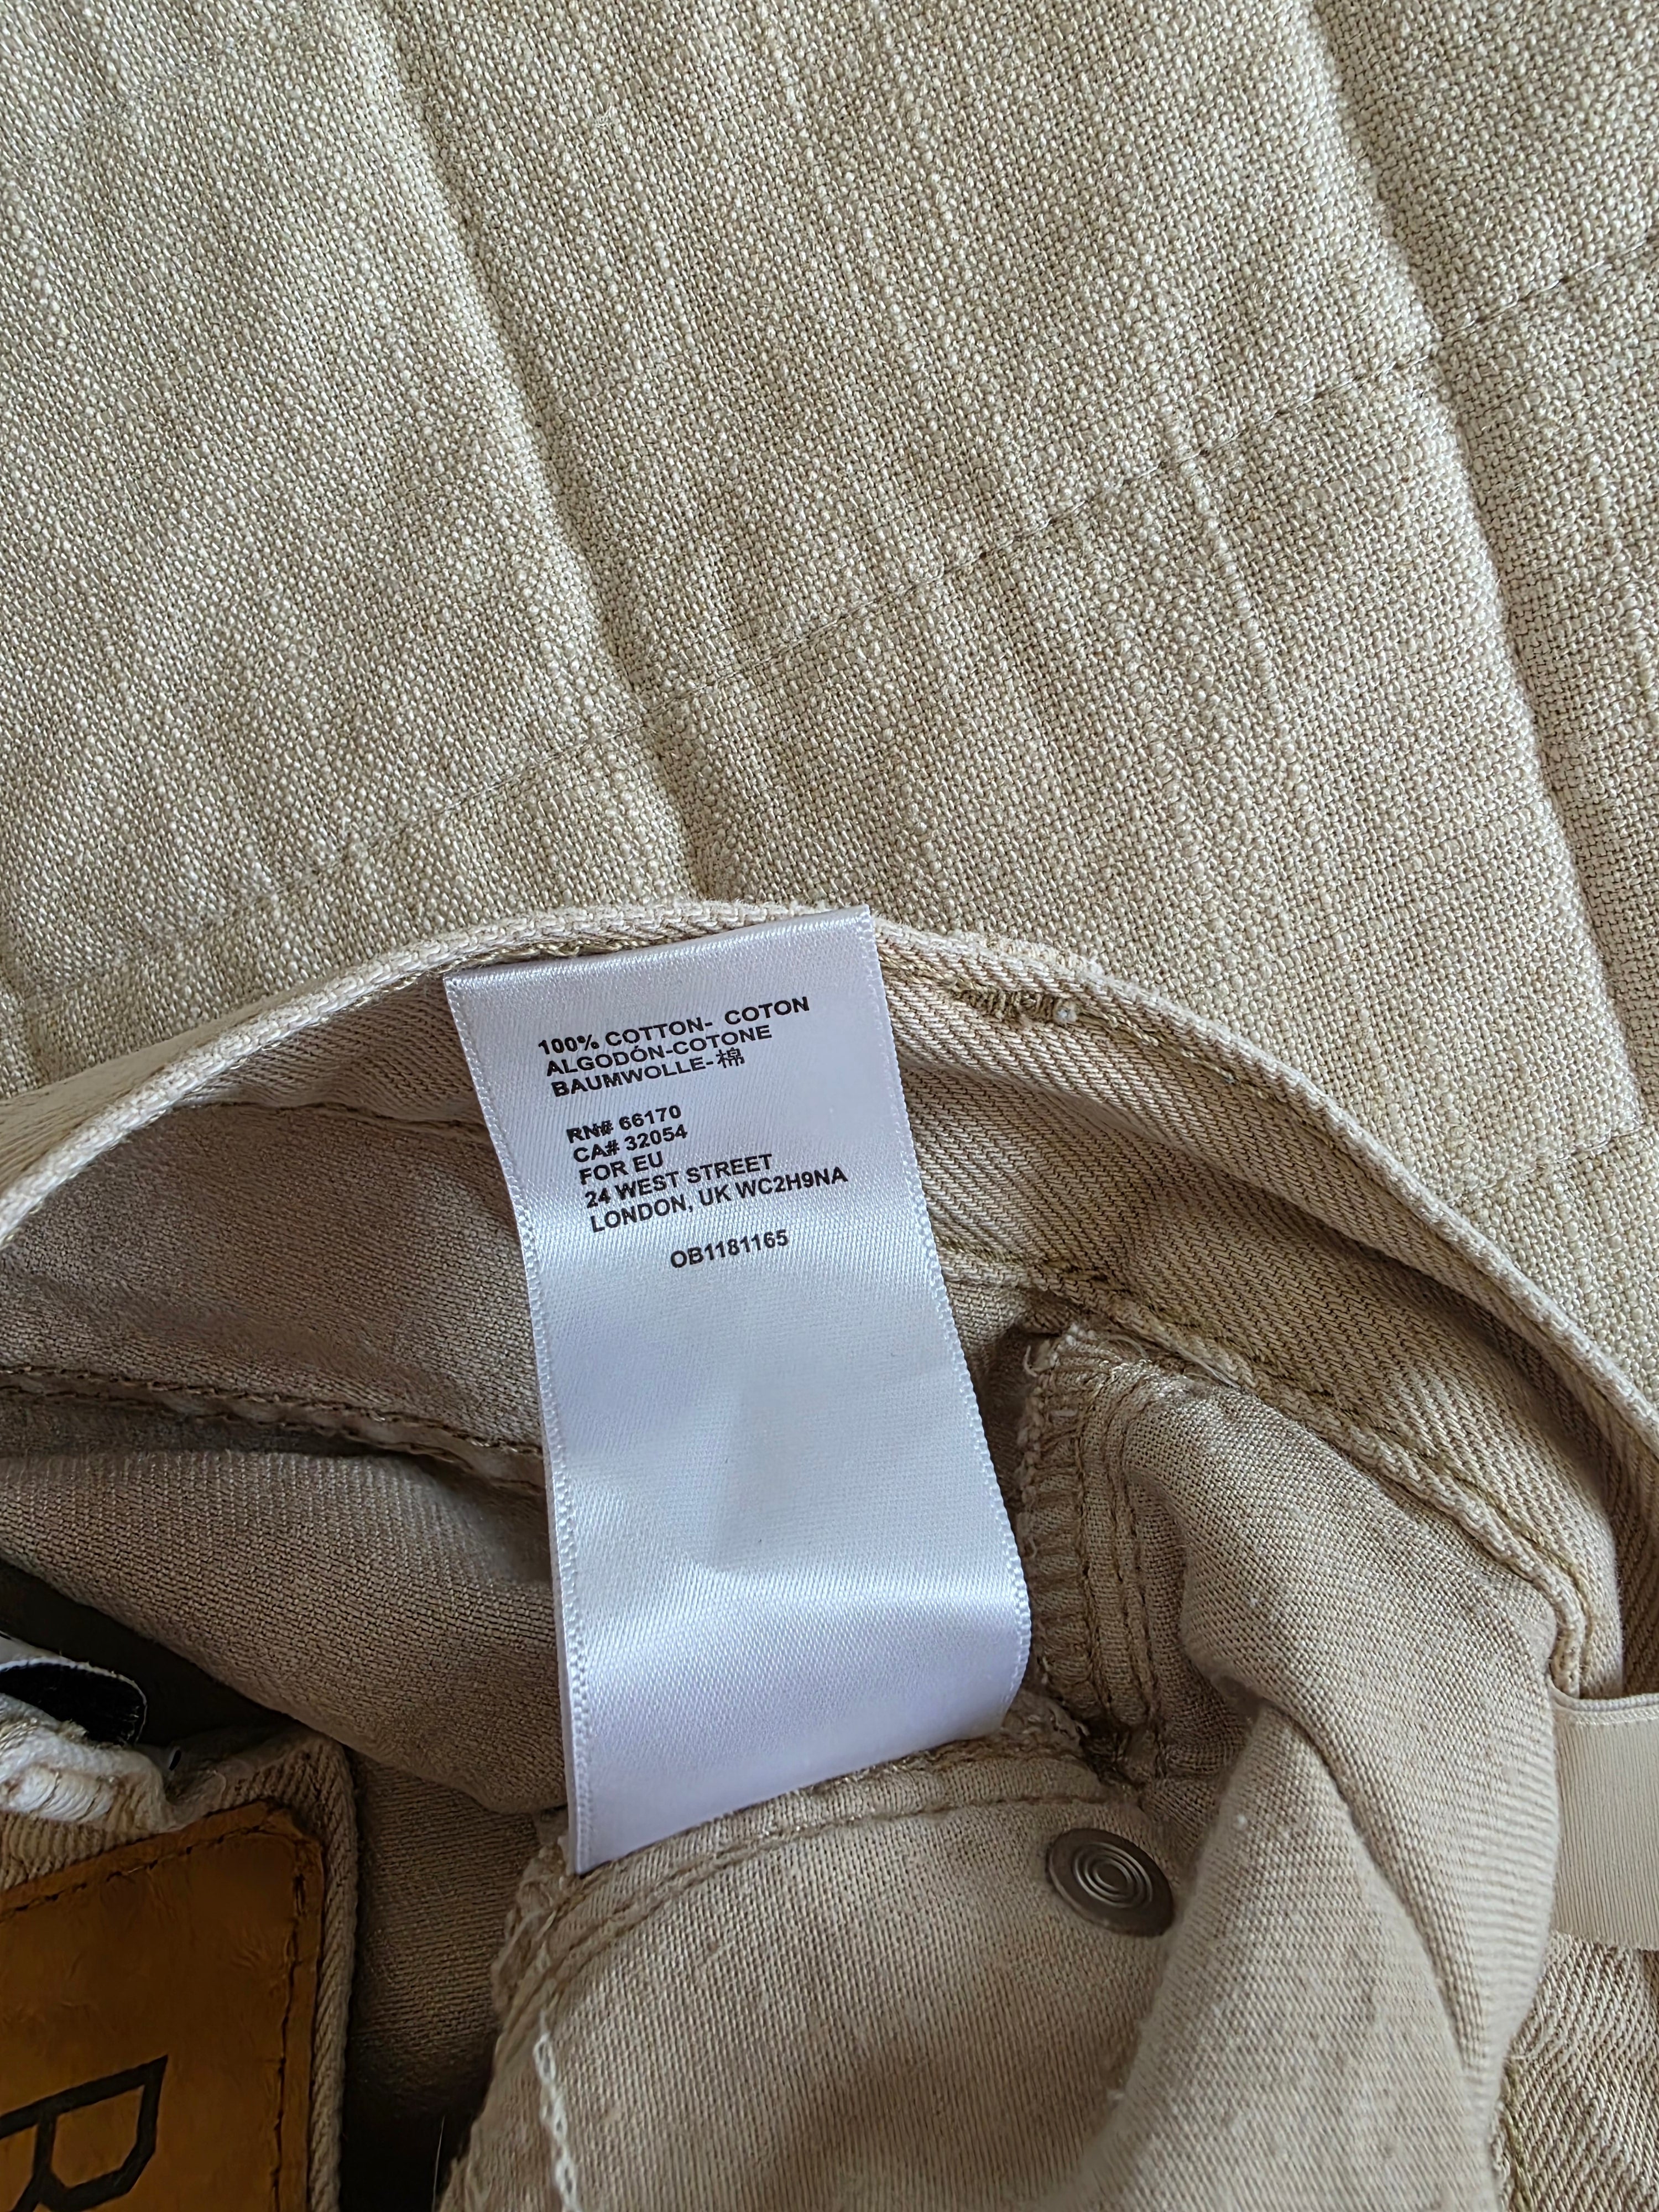 100% COTTON- COTON
ALGODÓN-COTONE
BAUMWOLLE-棉
RN# 66170
CA# 32054
FOR EU
24 WEST STREET
LONDON, UK WC2H9NA
OB1181165
R